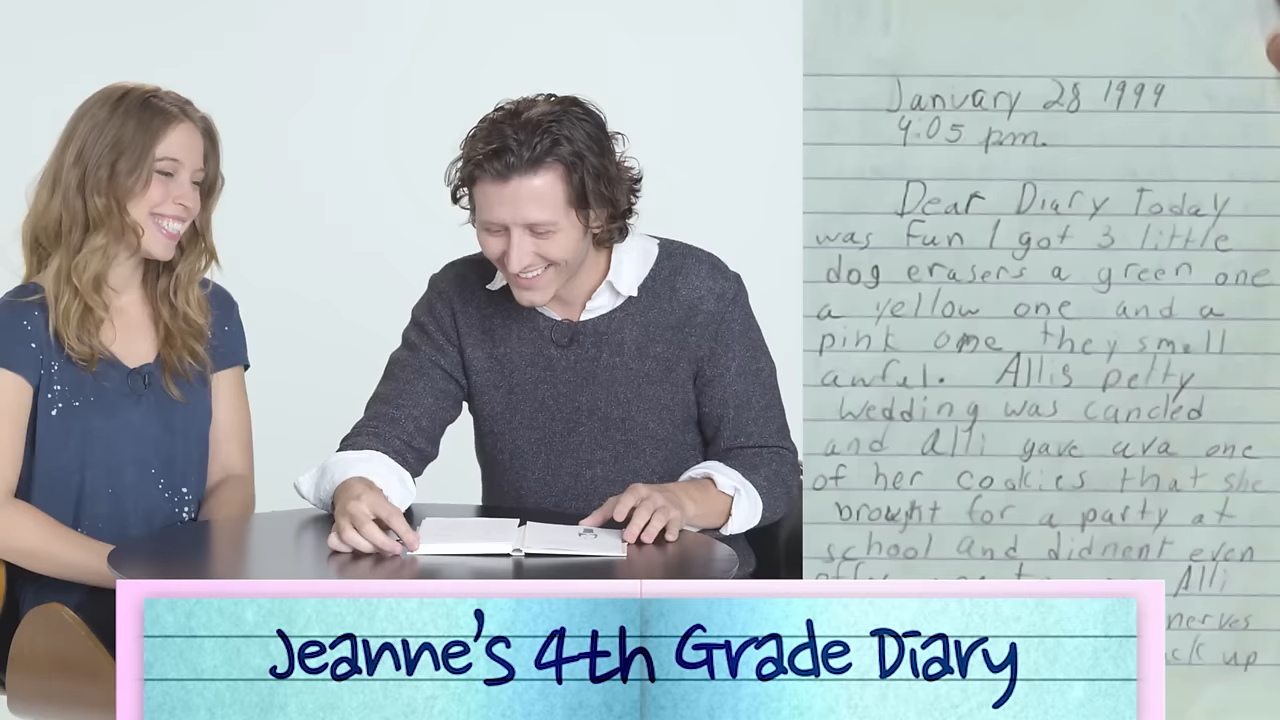 January 28 1999
4:05 pm.
Dear Diary Today
was fun I got 3 little
dog erasers a green one
a yellow one and a
pink one they smell
awful. Allis petty
wedding was cancled
and Alli gave ava one
of her cookies that she
brought for a party at
school and didnent even
Alli
nerves
ck up
Jeanne's 4th Grade Diary